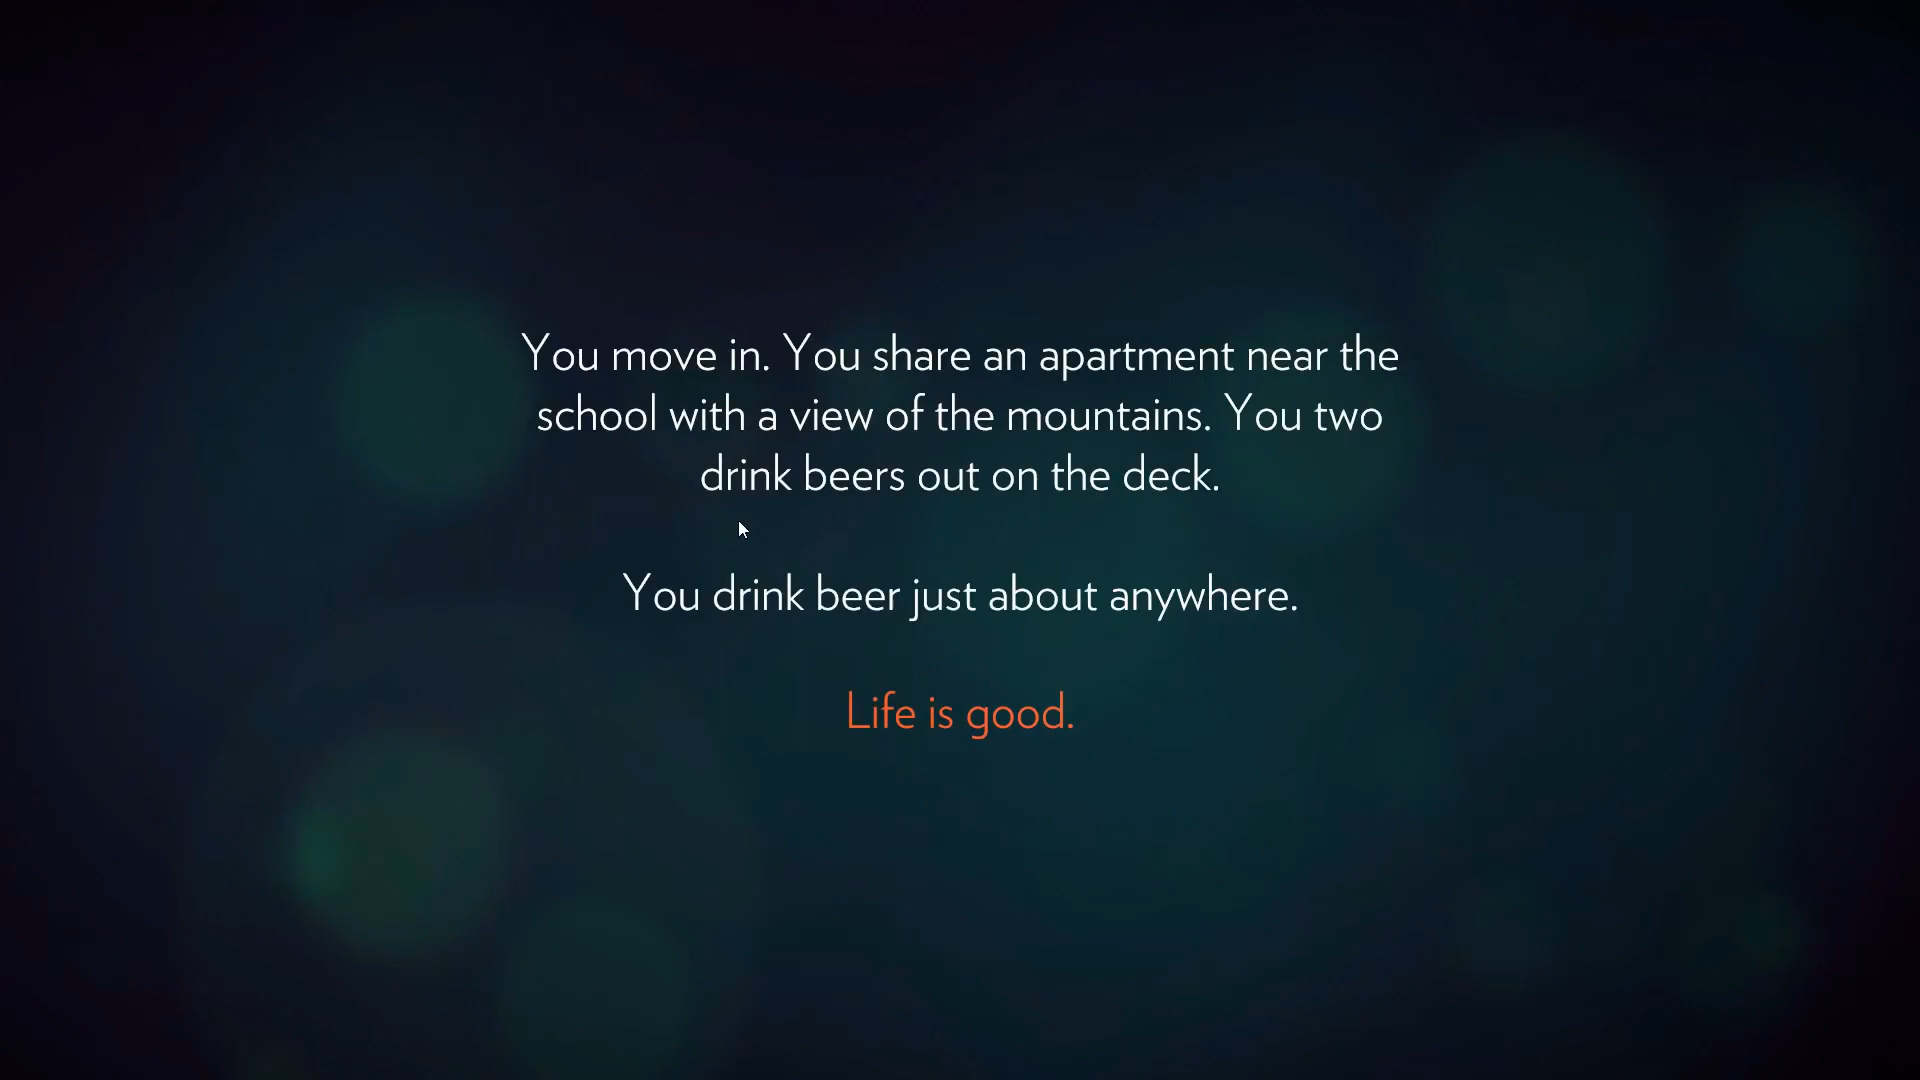 You move in. You share an apartment near the
school with a view of the mountains. You two
drink beers out on the deck.
You drink beer just about anywhere.
Life is good.